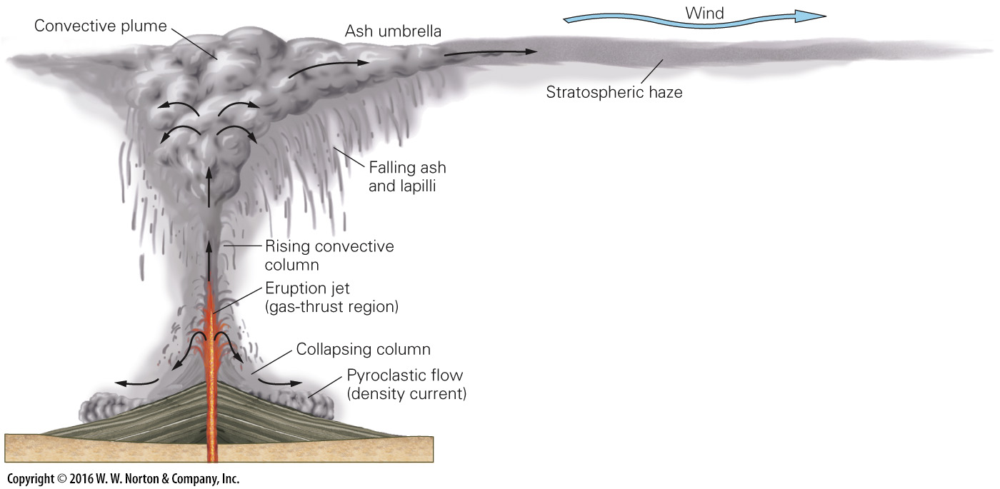 Wind
Convective plume
Ash umbrella
Stratospheric haze
Falling ash
and lapilli
Rising convective
column
Eruption jet
(gas-thrust region)
Collapsing column
Pyroclastic flow
(density current)
Copyright © 2016 W. W. Norton & Company, Inc.